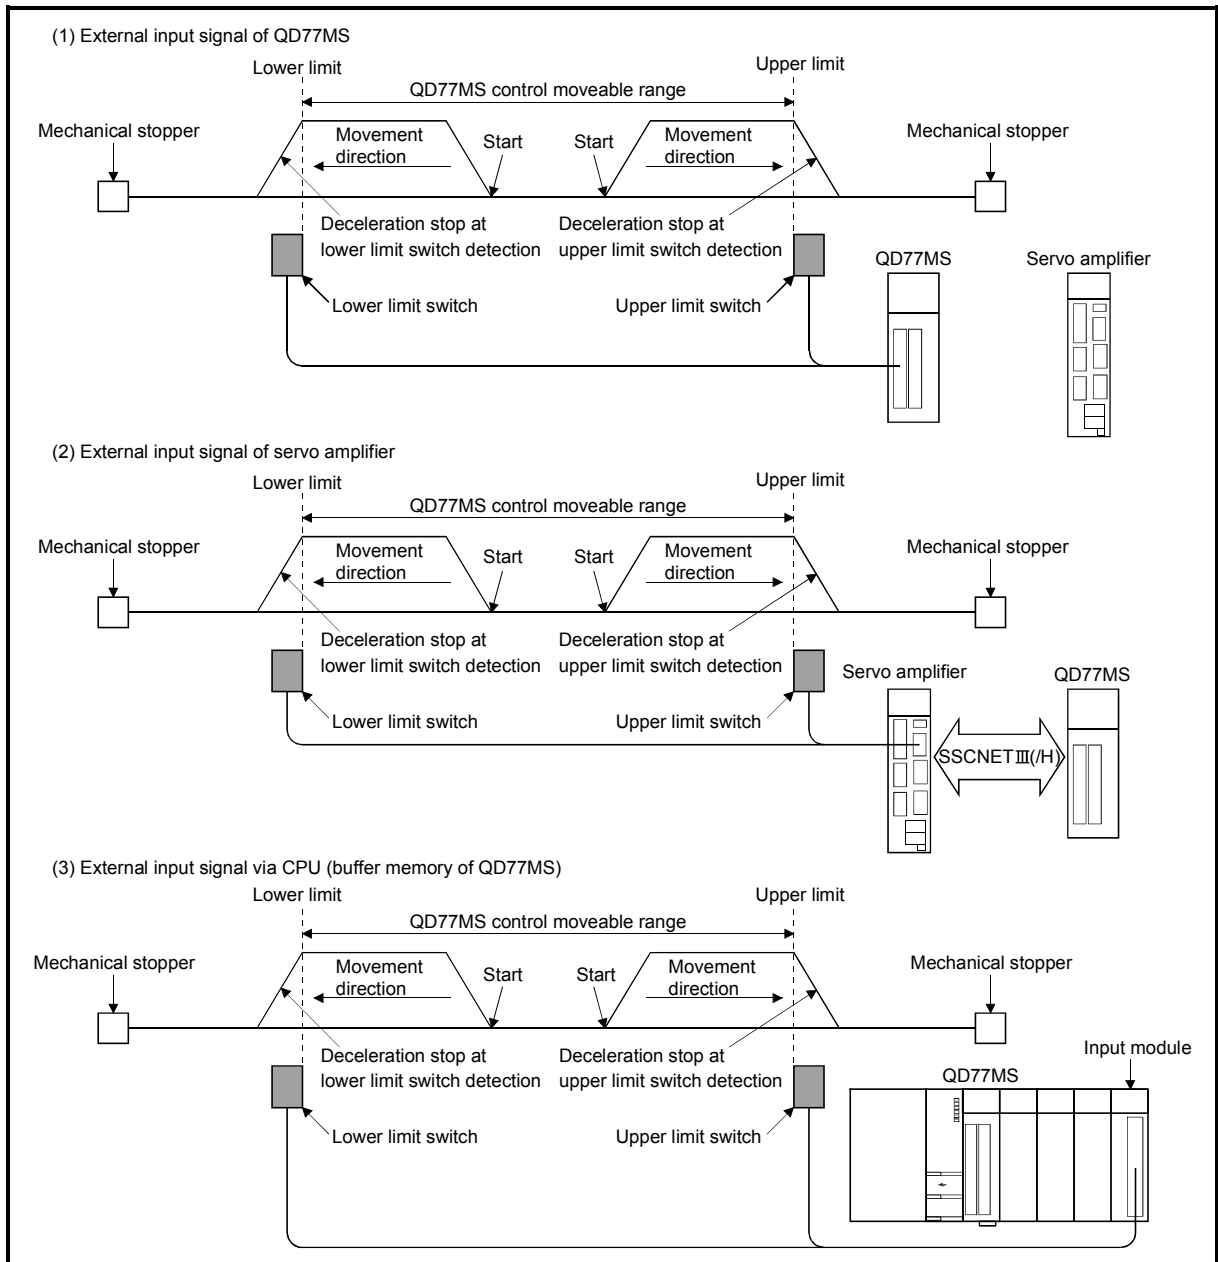 (1) External input signal of QD77MS
Lower limit
Upper limit
QD77MS control moveable range
Mechanical stopper
Movement
direction
Start
Start
Movement
direction
Mechanical stopper
Deceleration stop at
lower limit switch detection
Deceleration stop at
upper limit switch detection
QD77MS
Servo amplifier
Lower limit switch
Upper limit switch
(2) External input signal of servo amplifier
Lower limit
Upper limit
QD77MS control moveable range
Mechanical stopper
Movement
direction
Start
Start
Movement
direction
Mechanical stopper
Deceleration stop at
lower limit switch detection
Deceleration stop at
upper limit switch detection
Servo amplifier
QD77MS
Lower limit switch
Upper limit switch
SSCNETⅢ(/H)
(3) External input signal via CPU (buffer memory of QD77MS)
Lower limit
Upper limit
QD77MS control moveable range
Mechanical stopper
Movement
direction
Start
Start
Movement
direction
Mechanical stopper
Deceleration stop at
lower limit switch detection
Deceleration stop at
upper limit switch detection
Input module
QD77MS
Lower limit switch
Upper limit switch